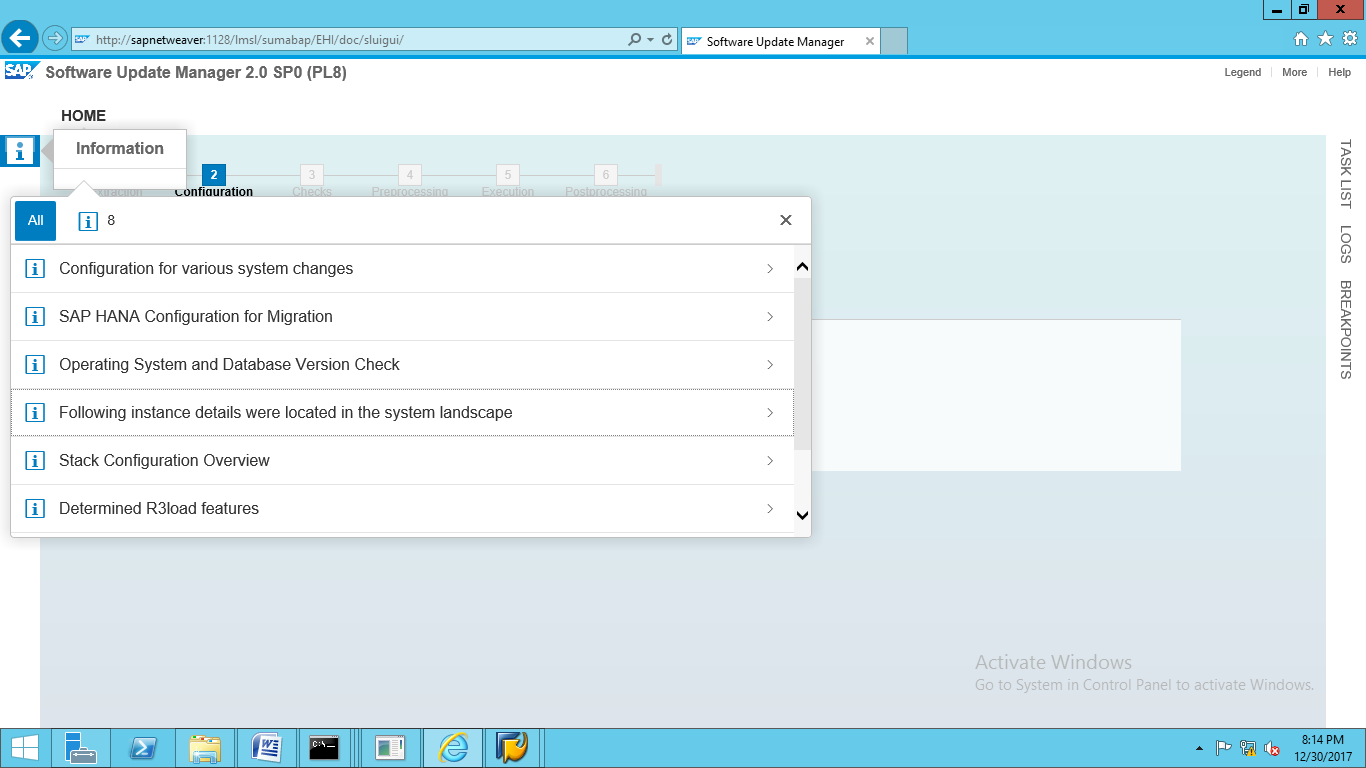 http://sapnetweaver:1128/lmsl/sumabap/EHI/doc/sluigui/
Software Update Manager
SAP Software Update Manager 2.0 SP0 (PL8)
Legend More Help
HOME
Information
2 3 4 5 6
Configuration Checks Preprocessing Execution Postprocessing
All 8
Configuration for various system changes
SAP HANA Configuration for Migration
Operating System and Database Version Check
Following instance details were located in the system landscape
Stack Configuration Overview
Determined R3load features
TASK LIST
LOGS
BREAKPOINTS
Activate Windows
Go to System in Control Panel to activate Windows.
8:14 PM
12/30/2017